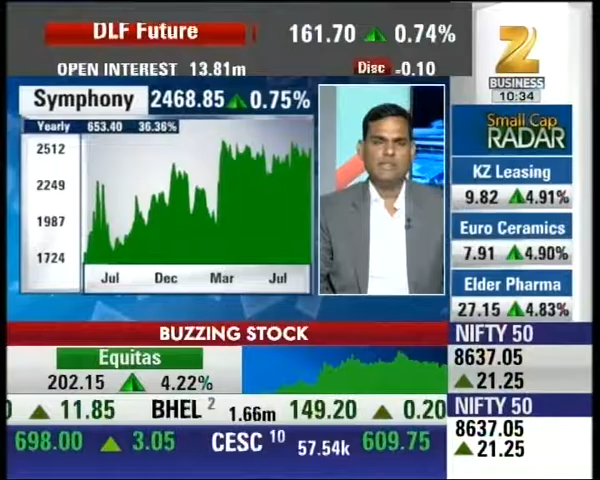 DLF Future 161.70 0.74%
OPEN INTEREST 13.81m Disc -0.10
Z
BUSINESS
10:34
Symphony 2468.85 0.75%
Yearly 653.40 36.36%
2512
2249
1987
1724
Jul Dec Mar Jul
Small Cap
RADAR
KZ Leasing
9.82 4.91%
Euro Ceramics
7.91 4.90%
Elder Pharma
27.15 4.83%
BUZZING STOCK
Equitas
202.15 4.22%
NIFTY 50
8637.05
21.25
0 11.85 BHEL 2 1.66m 149.20 0.20
698.00 3.05 CESC 10 57.54k 609.75
NIFTY 50
8637.05
21.25